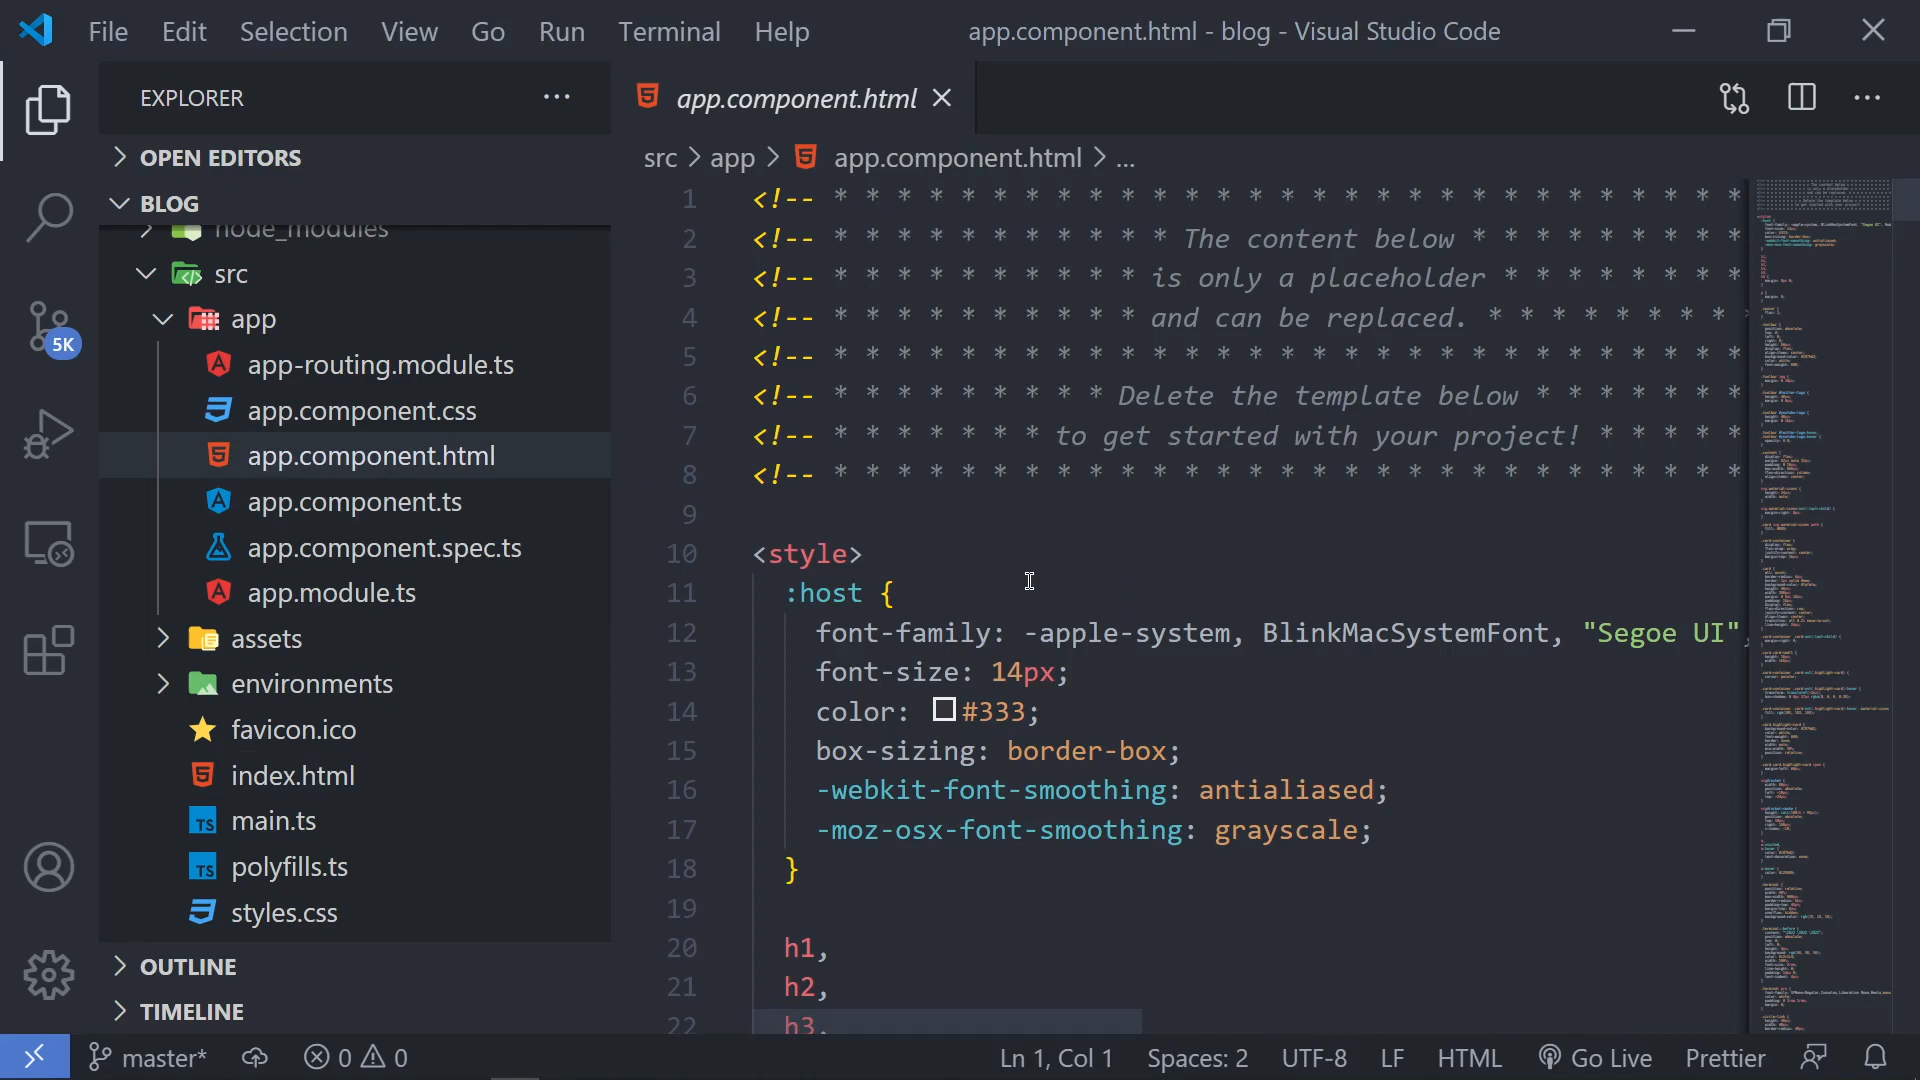 File Edit Selection View Go Run Terminal Help app.component.html - blog - Visual Studio Code
EXPLORER
OPEN EDITORS
BLOG
node_modules
src
app
app-routing.module.ts
app.component.css
app.component.html
app.component.ts
app.component.spec.ts
app.module.ts
assets
environments
favicon.ico
index.html
main.ts
polyfills.ts
styles.css
OUTLINE
TIMELINE
5K
app.component.html
src > app > app.component.html > ...
1 <!-- * * * * * * * * * * * * * * * * * * * * * * * * * * * * *
2 <!-- * * * * * * * * * * * The content below * * * * * * * * *
3 <!-- * * * * * * * * * * is only a placeholder * * * * * * * *
4 <!-- * * * * * * * * * * and can be replaced. * * * * * * * *
5 <!-- * * * * * * * * * * * * * * * * * * * * * * * * * * * * *
6 <!-- * * * * * * * * * Delete the template below * * * * * * *
7 <!-- * * * * * * * to get started with your project! * * * * *
8 <!-- * * * * * * * * * * * * * * * * * * * * * * * * * * * * *
9
10 <style>
11 :host {
12 font-family: -apple-system, BlinkMacSystemFont, "Segoe UI",
13 font-size: 14px;
14 color: #333;
15 box-sizing: border-box;
16 -webkit-font-smoothing: antialiased;
17 -moz-osx-font-smoothing: grayscale;
18 }
19
20 h1,
21 h2,
22 h3,
master* 0 0 Ln 1, Col 1 Spaces: 2 UTF-8 LF HTML Go Live Prettier